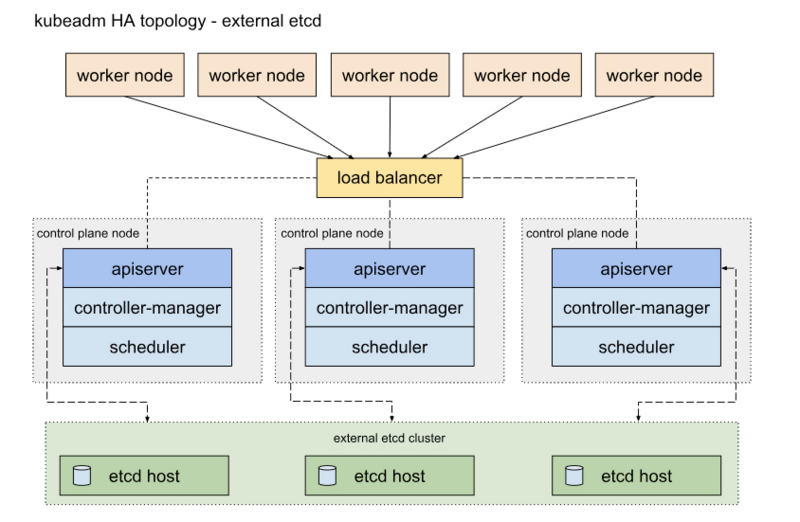 kubeadm HA topology - external etcd
worker node
worker node
worker node
worker node
worker node
load balancer
control plane node
control plane node
control plane node
apiserver
apiserver
apiserver
controller-manager
controller-manager
controller-manager
scheduler
scheduler
scheduler
external etcd cluster
etcd host
etcd host
etcd host